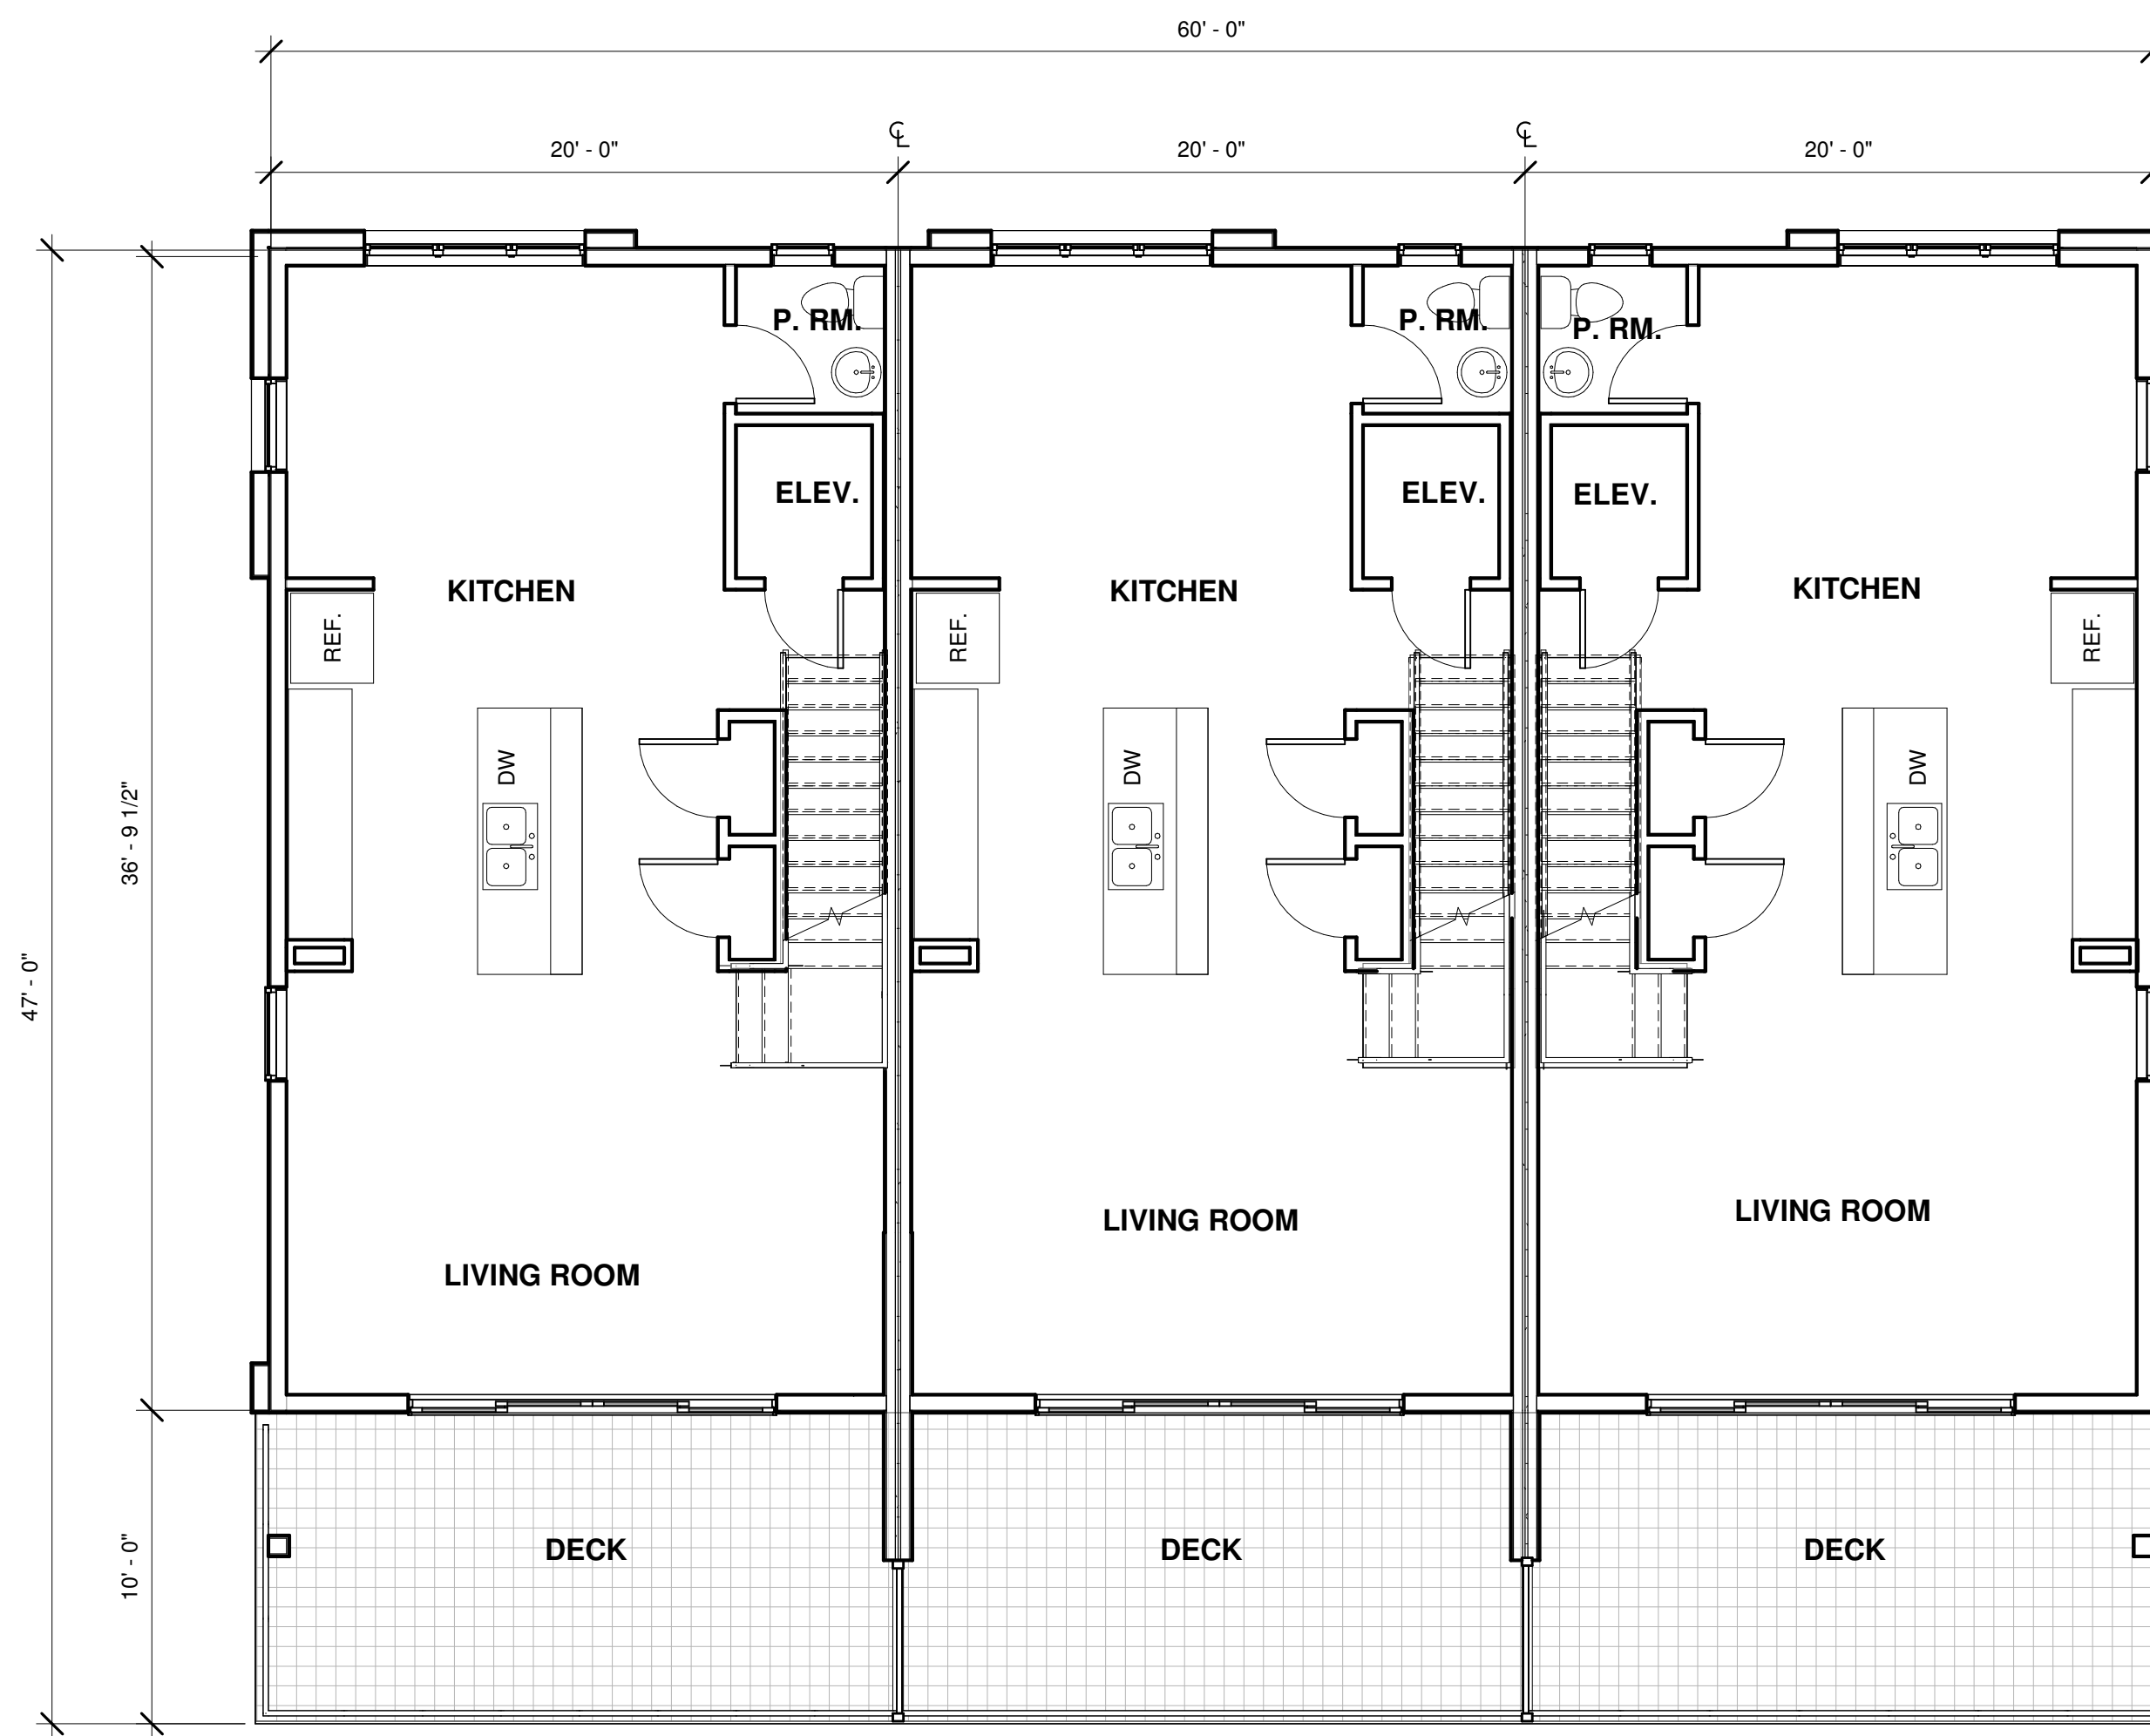 60' - 0"
℄ ℄
20' - 0" 20' - 0" 20' - 0"
P. RM. P. RM. P. RM.
ELEV. ELEV. ELEV.
KITCHEN KITCHEN KITCHEN
REF. REF. REF.
DW DW DW
36' - 9 1/2"
47' - 0"
LIVING ROOM LIVING ROOM LIVING ROOM
10' - 0"
DECK DECK DECK